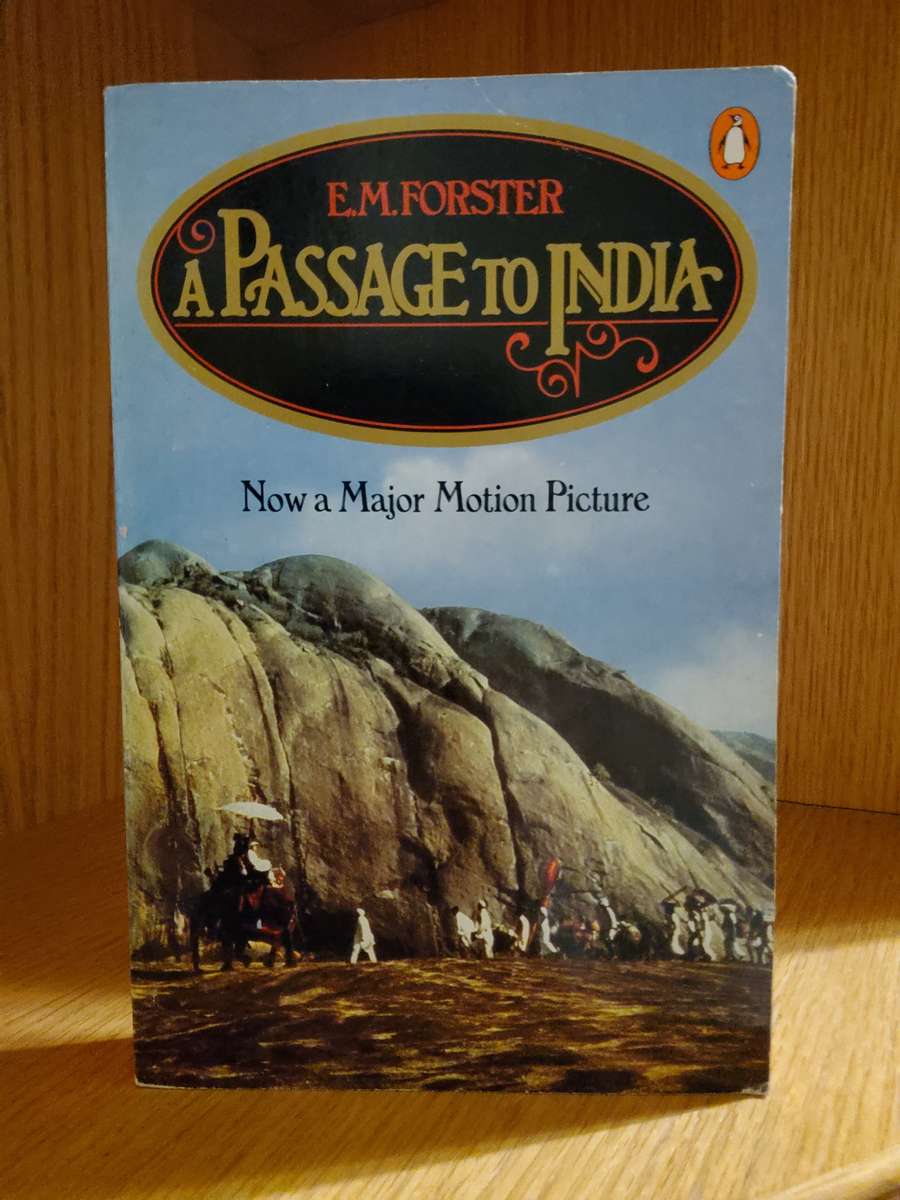 E.M.FORSTER
A PASSAGE TO INDIA
Now a Major Motion Picture